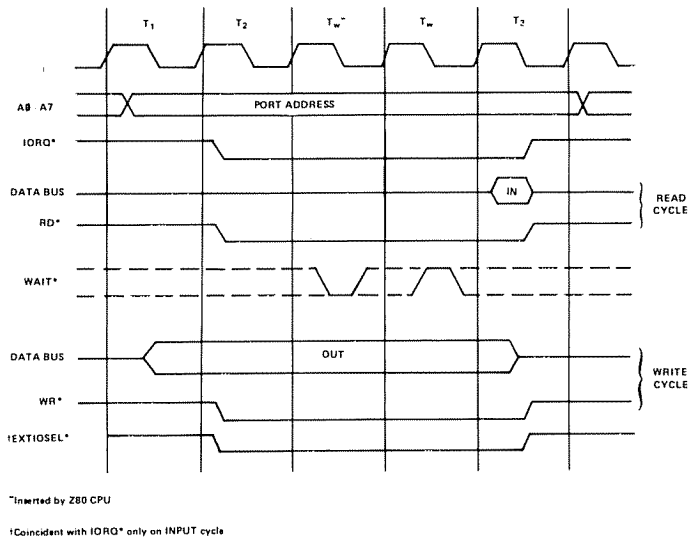 T1 T2 Tw* Tw T3
A0 - A7 PORT ADDRESS
IORQ*
DATA BUS IN
READ
CYCLE
RD*
WAIT*
DATA BUS OUT
WRITE
CYCLE
WR*
†EXTIOSEL*
*Inserted by Z80 CPU
†Coincident with IORQ* only on INPUT cycle